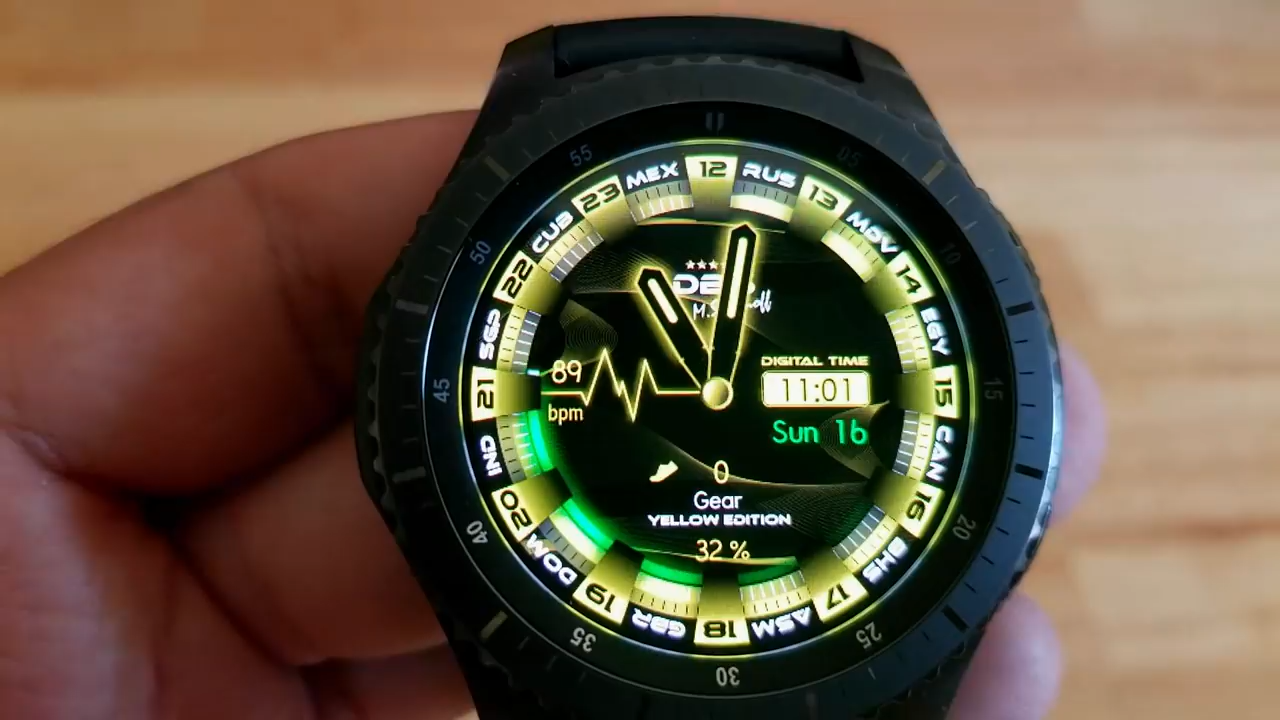 05
10
15
20
25
30
35
40
45
50
55
12
RUS
13
MDV
14
EGY
15
CAN
16
BHS
17
ASM
18
GBR
19
DOM
20
IND
21
SGP
22
CUB
23
MEX
89
bpm
DIGITAL TIME
11:01
Sun 16
0
Gear
YELLOW EDITION
32 %